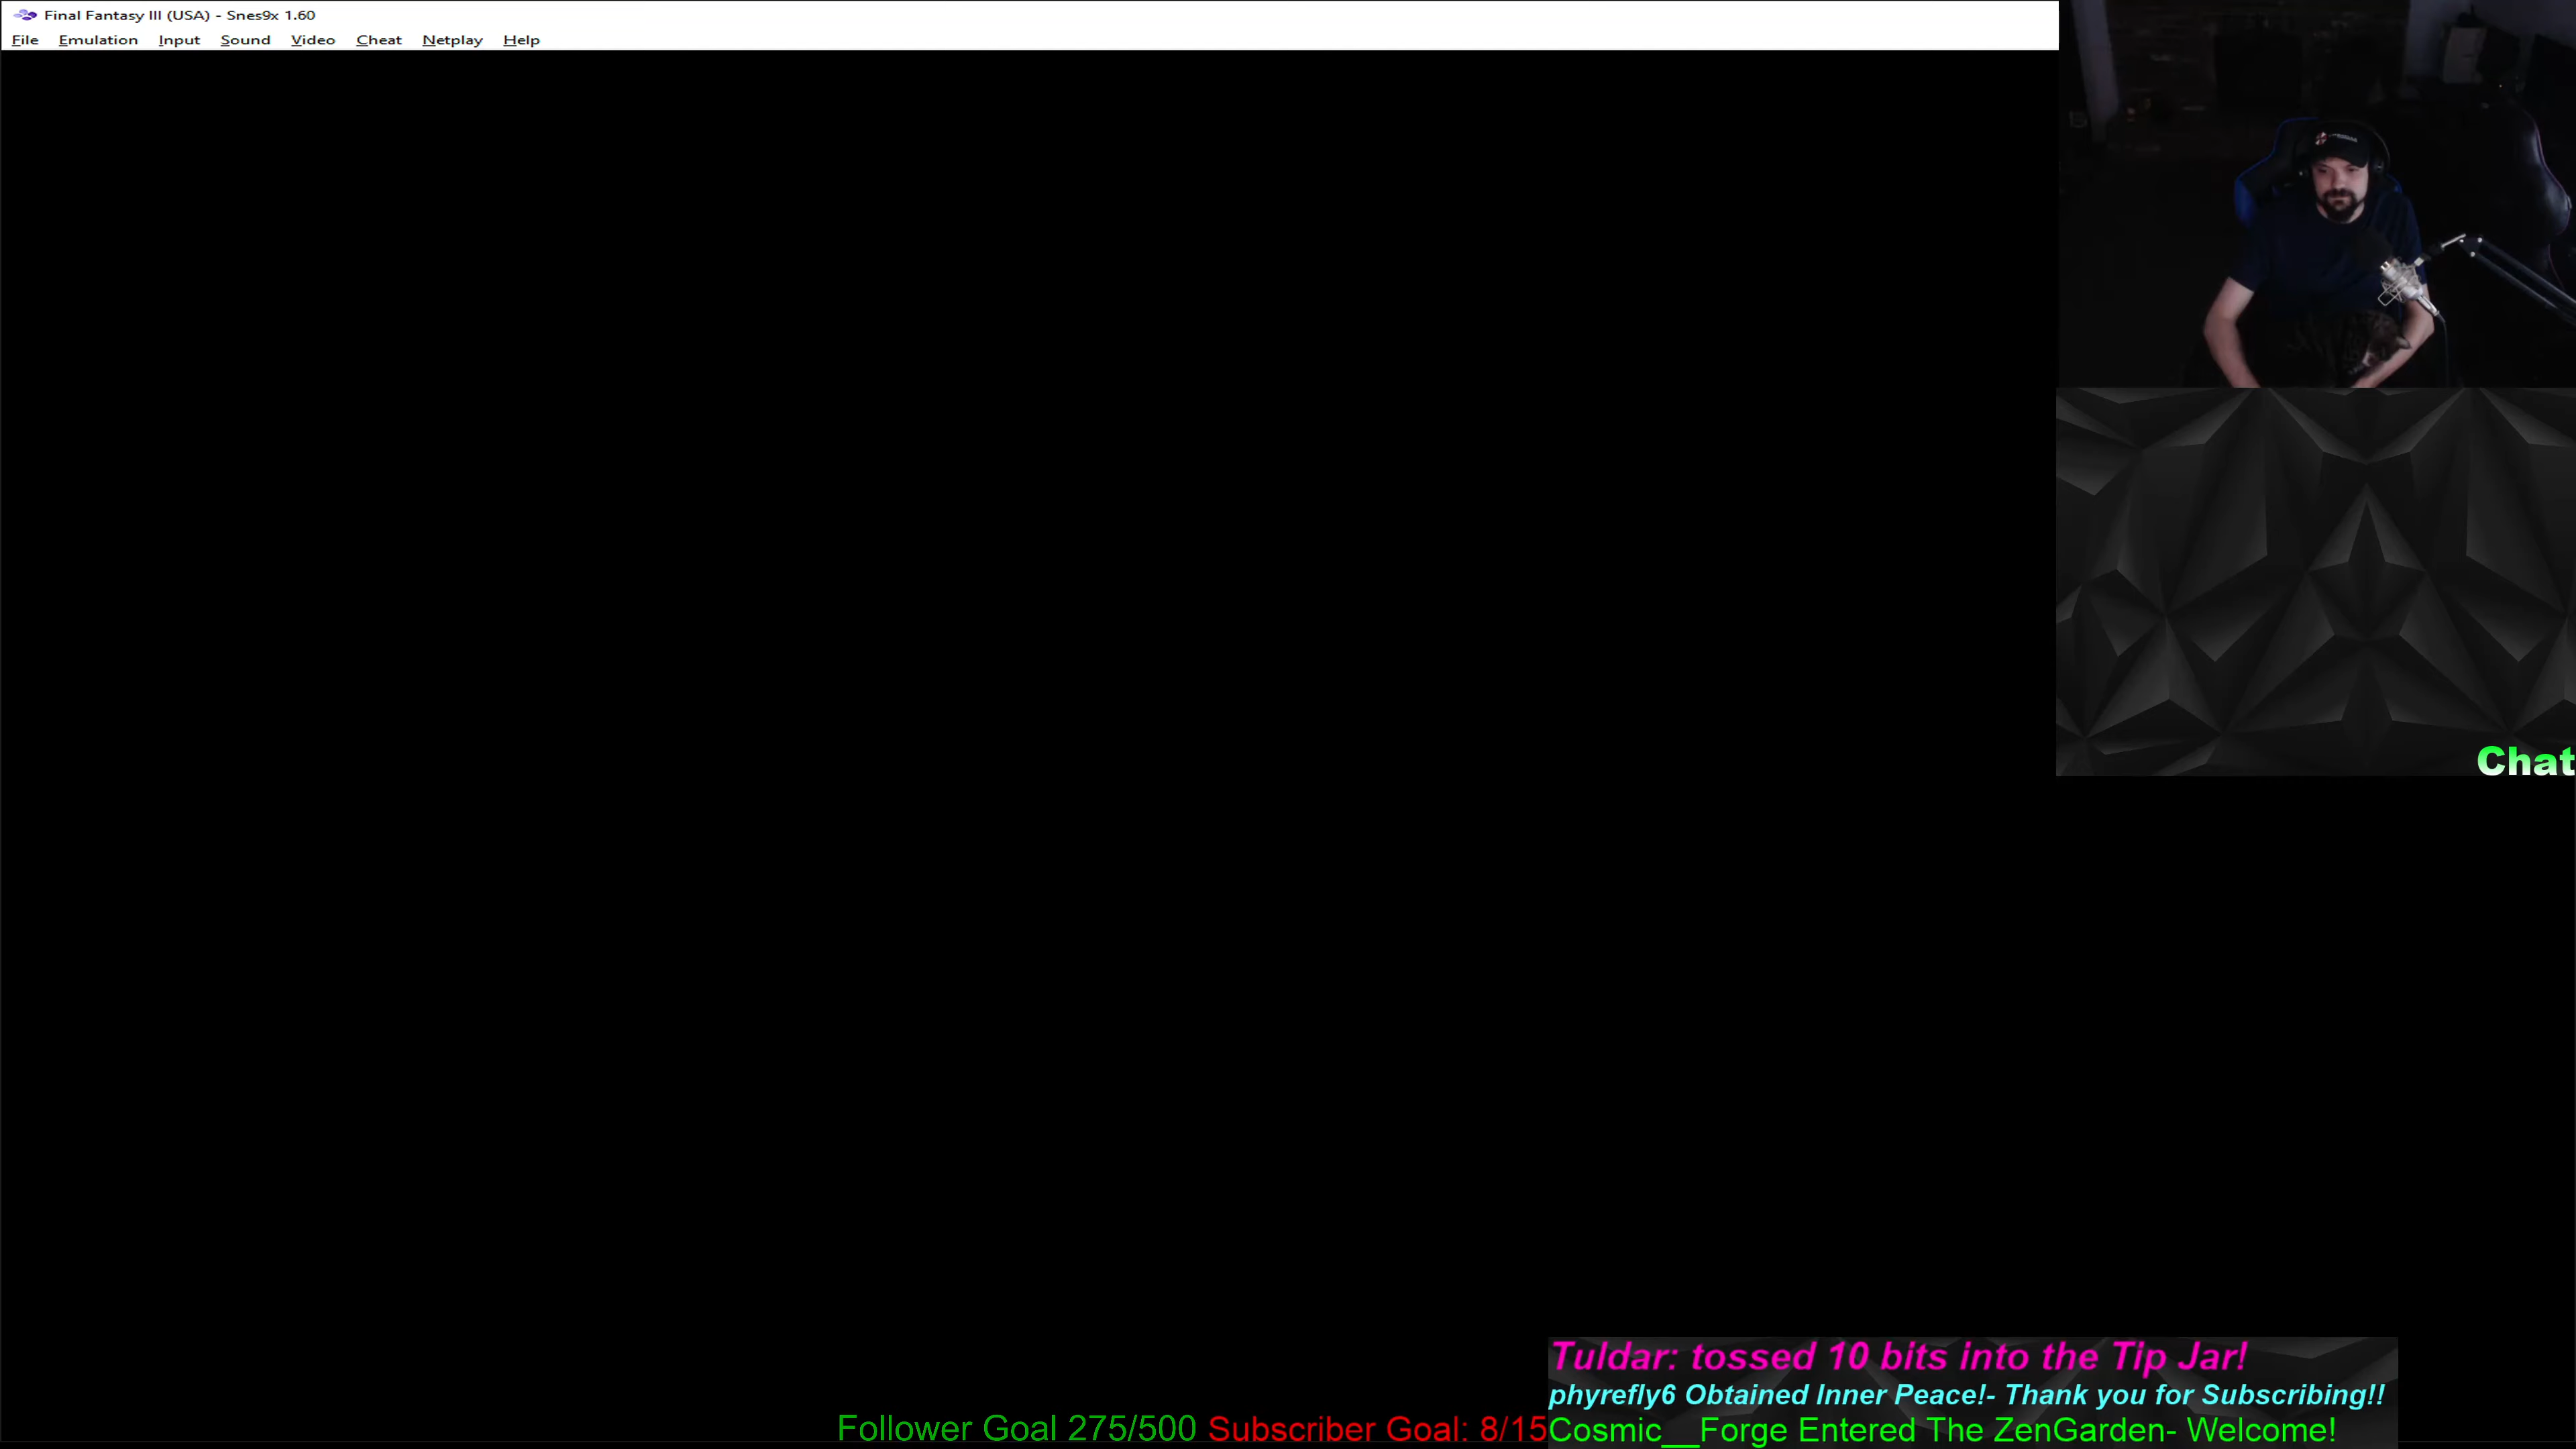 Final Fantasy III (USA) - Snes9x 1.60
File Emulation Input Sound Video Cheat Netplay Help
Chat
Tuldar: tossed 10 bits into the Tip Jar!
phyrefly6 Obtained Inner Peace!- Thank you for Subscribing!!
Follower Goal 275/500 Subscriber Goal: 8/15 Cosmic__Forge Entered The ZenGarden- Welcome!